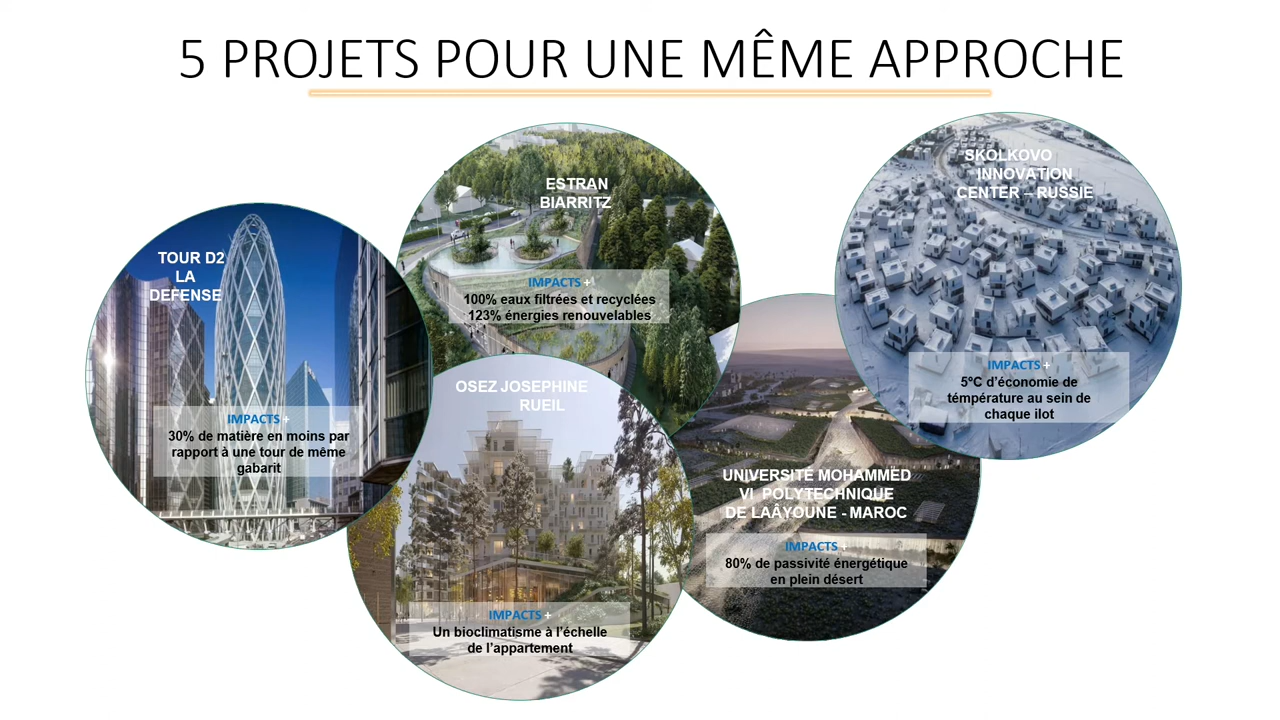 5 PROJETS POUR UNE MÊME APPROCHE
TOUR D2
LA
DEFENSE
IMPACTS +
30% de matière en moins par
rapport à une tour de même
gabarit
ESTRAN
BIARRITZ
IMPACTS +
100% eaux filtrées et recyclées
123% énergies renouvelables
OSEZ JOSEPHINE
RUEIL
IMPACTS +
Un bioclimatisme à l'échelle
de l'appartement
UNIVERSITÉ MOHAMMED
VI POLYTECHNIQUE
DE LAÂYOUNE - MAROC
IMPACTS +
80% de passivité énergétique
en plein désert
SKOLKOVO
INNOVATION
CENTER – RUSSIE
IMPACTS +
5°C d'économie de
témpérature au sein de
chaque ilot